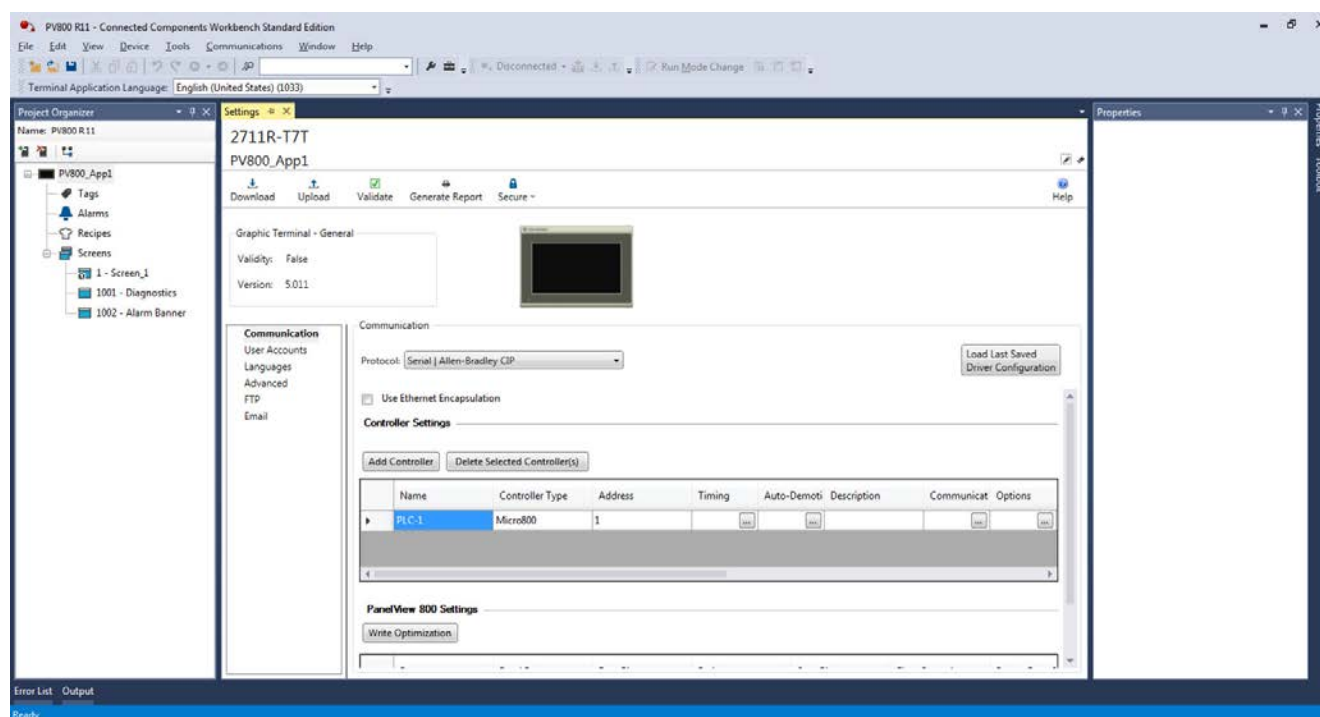 PV800 R11 - Connected Components Workbench Standard Edition
File Edit View Device Tools Communications Window Help
Disconnected Run Mode Change
Terminal Application Language: English (United States) (1033)
Project Organizer
Name: PV800 R11
PV800_App1
Tags
Alarms
Recipes
Screens
1 - Screen_1
1001 - Diagnostics
1002 - Alarm Banner
Settings
2711R-T7T
PV800_App1
Download Upload Validate Generate Report Secure Help
Graphic Terminal - General
Validity: False
Version: 5.011
Communication
User Accounts
Languages
Advanced
FTP
Email
Communication
Protocol: Serial | Allen-Bradley CIP
Load Last Saved
Driver Configuration
Use Ethernet Encapsulation
Controller Settings
Add Controller Delete Selected Controller(s)
Name Controller Type Address Timing Auto-Demoti Description Communicat Options
PLC-1 Micro800 1 ... ... ... ...
PanelView 800 Settings
Write Optimization
Properties
Properties
Toolbox
Error List Output
Ready